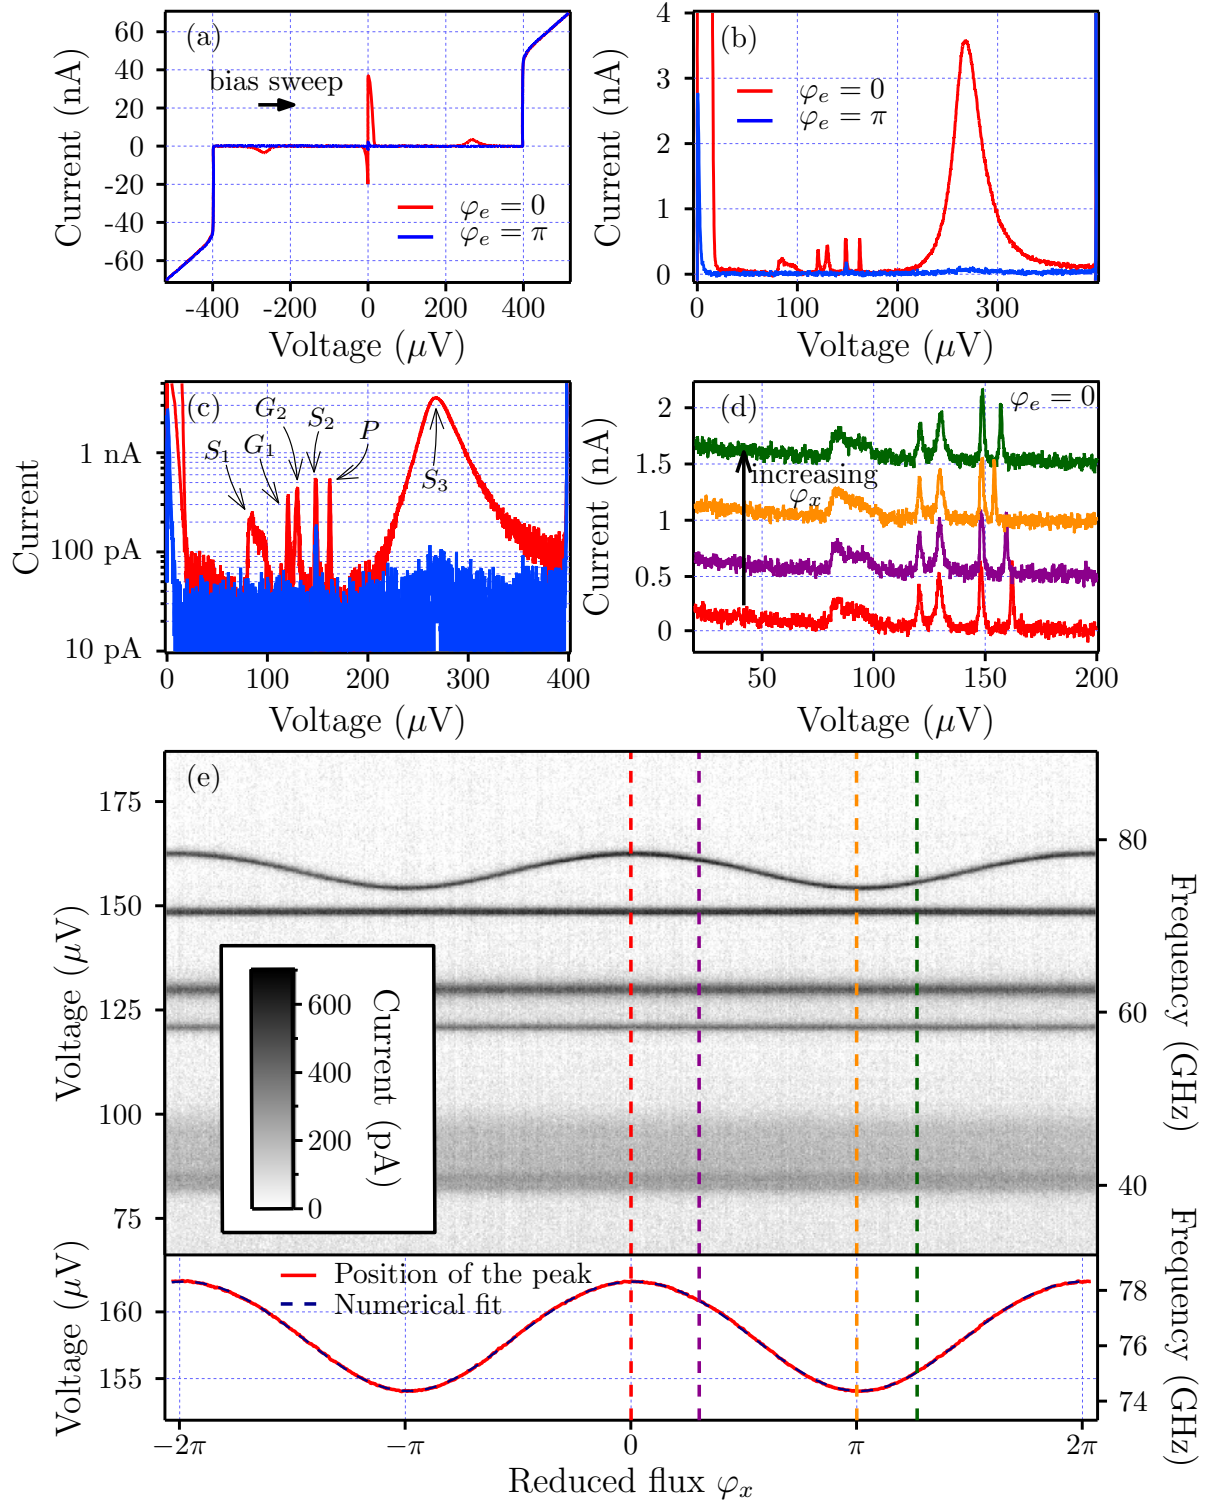 (a)
60
40
20
0
-20
-40
-60
Current (nA)
bias sweep
φₑ = 0
φₑ = π
-400
-200
0
200
400
Voltage (μV)
(b)
4
3
2
1
0
Current (nA)
φₑ = 0
φₑ = π
0
100
200
300
Voltage (μV)
(c)
1 nA
100 pA
10 pA
Current
S₁
G₁
G₂
S₂
P
S₃
0
100
200
300
400
Voltage (μV)
(d)
φₑ = 0
2
1.5
1
0.5
0
Current (nA)
increasing
φₓ
50
100
150
200
Voltage (μV)
(e)
175
150
125
100
75
Voltage (μV)
80
60
40
Frequency (GHz)
600
400
200
0
Current (pA)
Position of the peak
Numerical fit
160
155
Voltage (μV)
78
76
74
Frequency (GHz)
−2π
−π
0
π
2π
Reduced flux φₓ